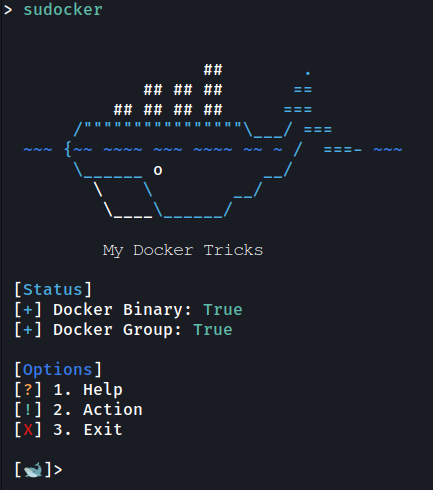 > sudocker
                    ##        .
              ## ## ##       ==
           ## ## ## ##      ===
       /"""""""""""""""""\___/ ===
  ~~~ {~~ ~~~~ ~~~ ~~~~ ~~ ~ /  ===- ~~~
       \______ o          __/
         \    \        __/
          \____\______/
My Docker Tricks
[Status]
[+] Docker Binary: True
[+] Docker Group: True
[Options]
[?] 1. Help
[!] 2. Action
[X] 3. Exit
[🐋]>